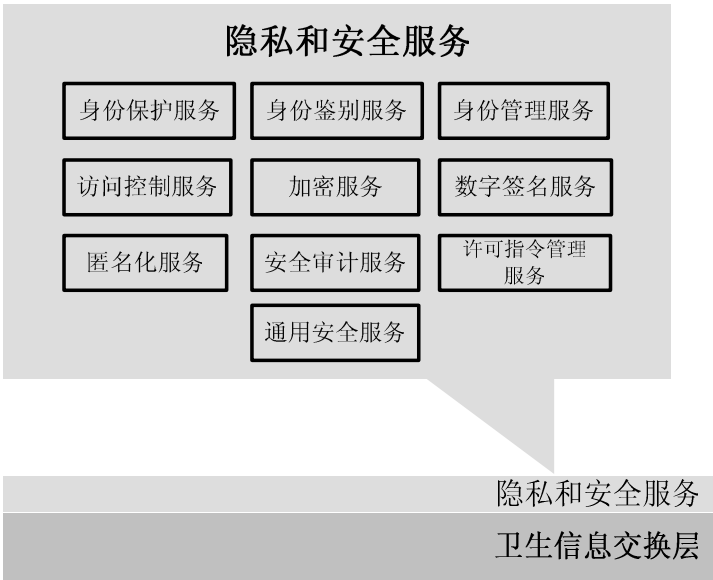 隐私和安全服务
身份保护服务
身份鉴别服务
身份管理服务
访问控制服务
加密服务
数字签名服务
匿名化服务
安全审计服务
许可指令管理
服务
通用安全服务
隐私和安全服务
卫生信息交换层